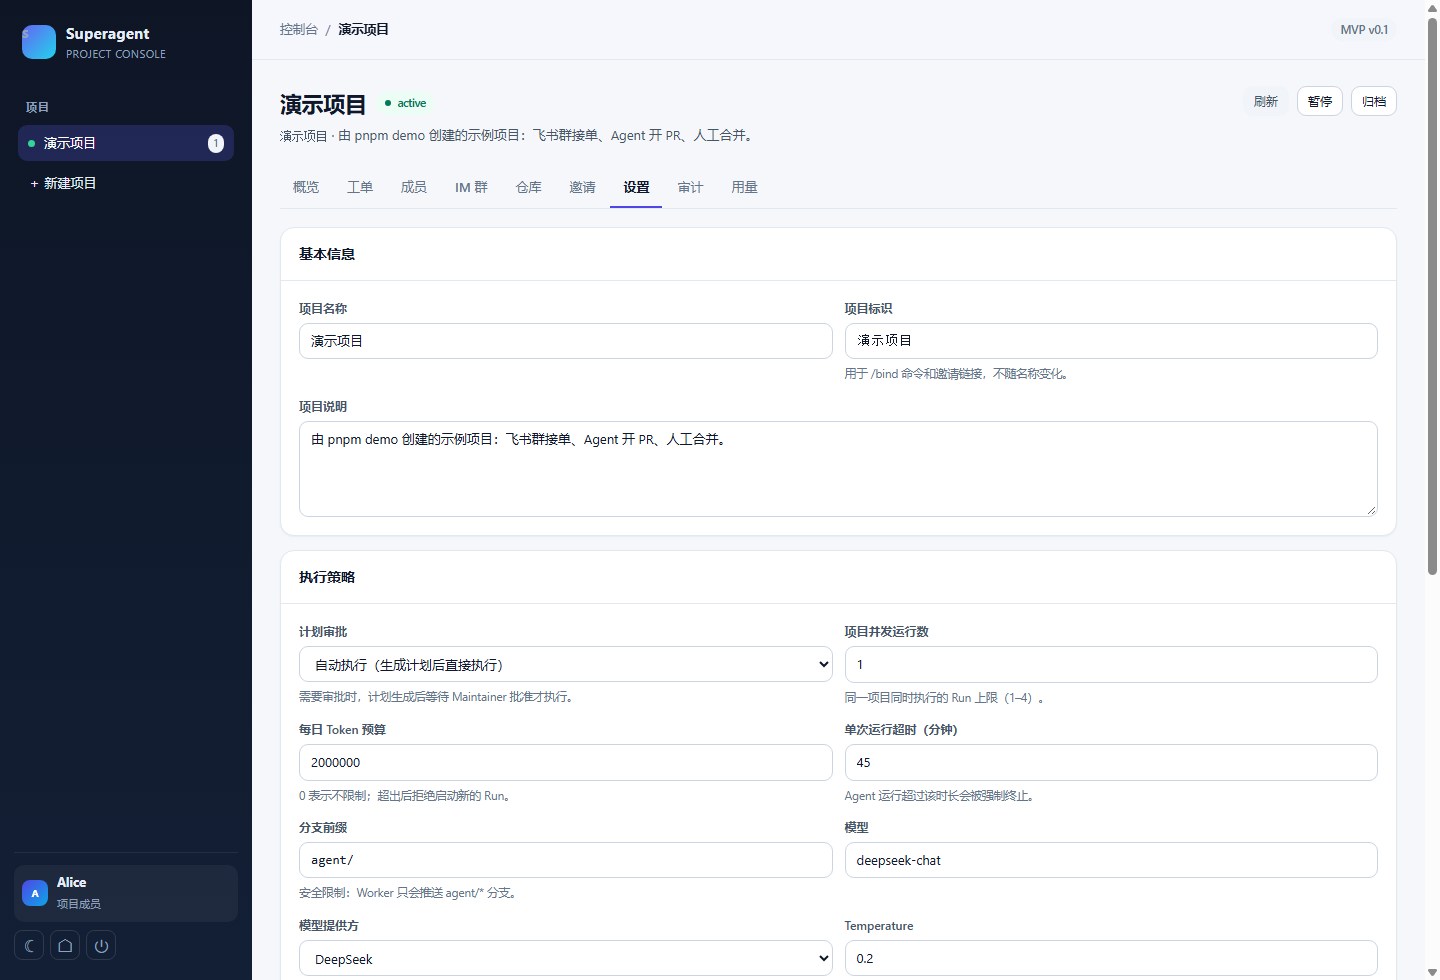 Superagent
PROJECT CONSOLE
项目
演示项目
1
+ 新建项目
Alice
项目成员
A
控制台 / 演示项目
MVP v0.1
演示项目
active
刷新
暂停
归档
演示项目 · 由 pnpm demo 创建的示例项目：飞书群接单、Agent 开 PR、人工合并。
概览
工单
成员
IM 群
仓库
邀请
设置
审计
用量
基本信息
项目名称
项目标识
演示项目
演示项目
用于 /bind 命令和邀请链接，不随名称变化。
项目说明
由 pnpm demo 创建的示例项目：飞书群接单、Agent 开 PR、人工合并。
执行策略
计划审批
项目并发运行数
自动执行（生成计划后直接执行）
1
需要审批时，计划生成后等待 Maintainer 批准才执行。
同一项目同时执行的 Run 上限（1–4）。
每日 Token 预算
单次运行超时（分钟）
2000000
45
0 表示不限制；超出后拒绝启动新的 Run。
Agent 运行超过该时长会被强制终止。
分支前缀
模型
agent/
deepseek-chat
安全限制：Worker 只会推送 agent/* 分支。
模型提供方
Temperature
DeepSeek
0.2